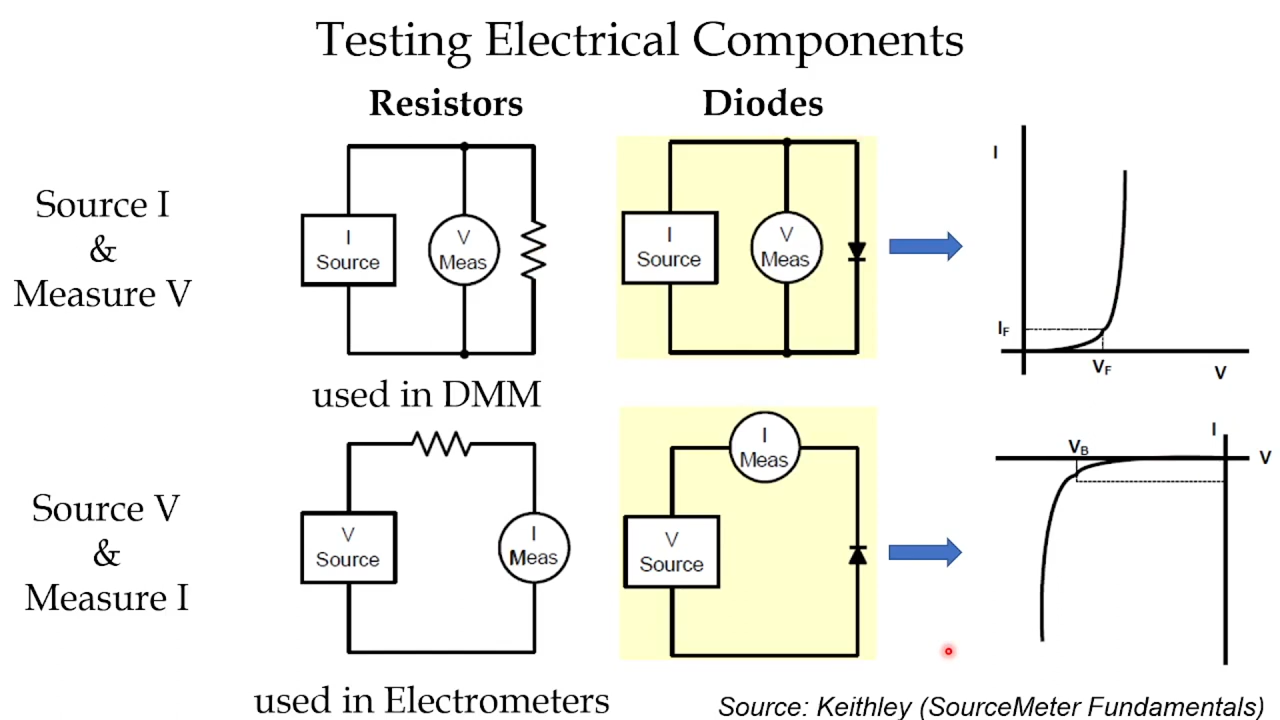 Testing Electrical Components
Resistors
Diodes
Source I
&
Measure V
I
Source
V
Meas
I
Source
V
Meas
I
IF
VF
V
used in DMM
Source V
&
Measure I
V
Source
I
Meas
V
Source
I
Meas
VB
I
V
used in Electrometers
Source: Keithley (SourceMeter Fundamentals)